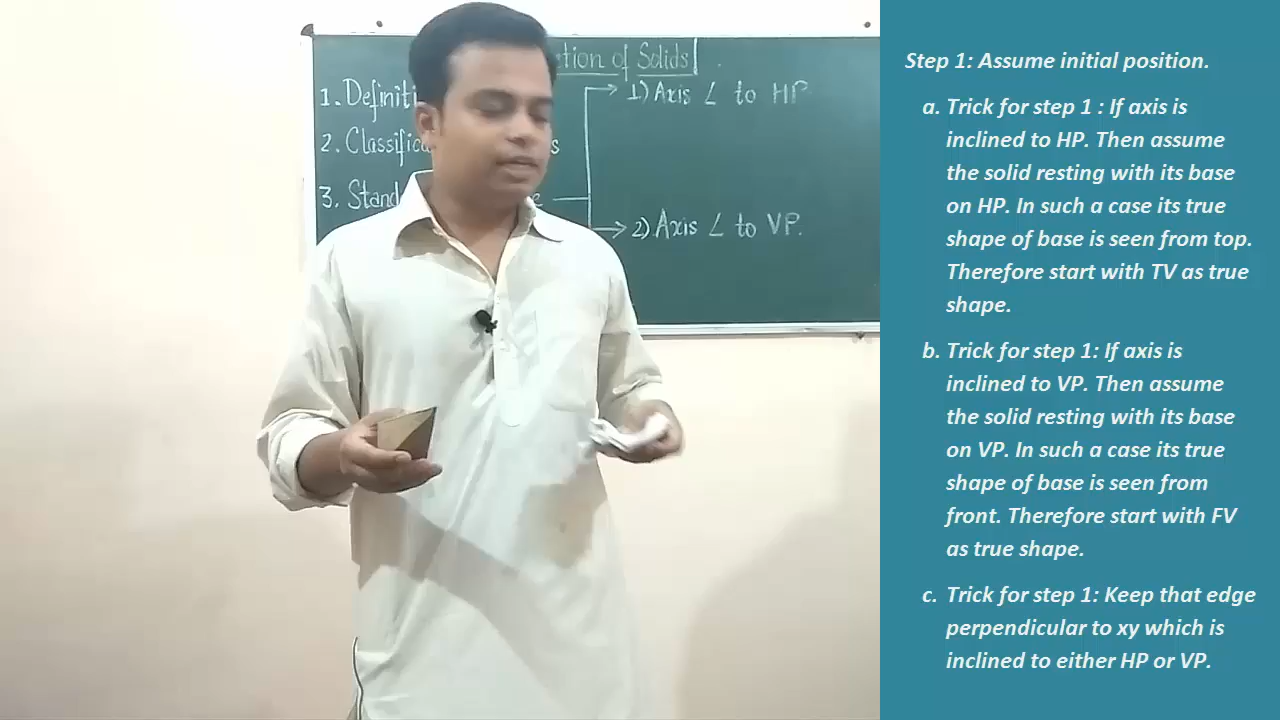 ction of Solids
1. Definiti
2. Classifica s
3. Stand e
1) Axis ∠ to HP
2) Axis ∠ to VP.
Step 1: Assume initial position.
a. Trick for step 1 : If axis is
inclined to HP. Then assume
the solid resting with its base
on HP. In such a case its true
shape of base is seen from top.
Therefore start with TV as true
shape.
b. Trick for step 1: If axis is
inclined to VP. Then assume
the solid resting with its base
on VP. In such a case its true
shape of base is seen from
front. Therefore start with FV
as true shape.
c. Trick for step 1: Keep that edge
perpendicular to xy which is
inclined to either HP or VP.